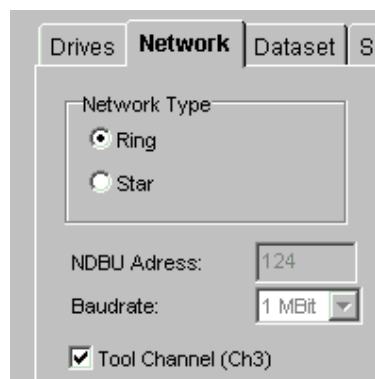 Drives Network Dataset S
Network Type
Ring
Star
NDBU Adress: 124
Baudrate: 1 MBit
Tool Channel (Ch3)